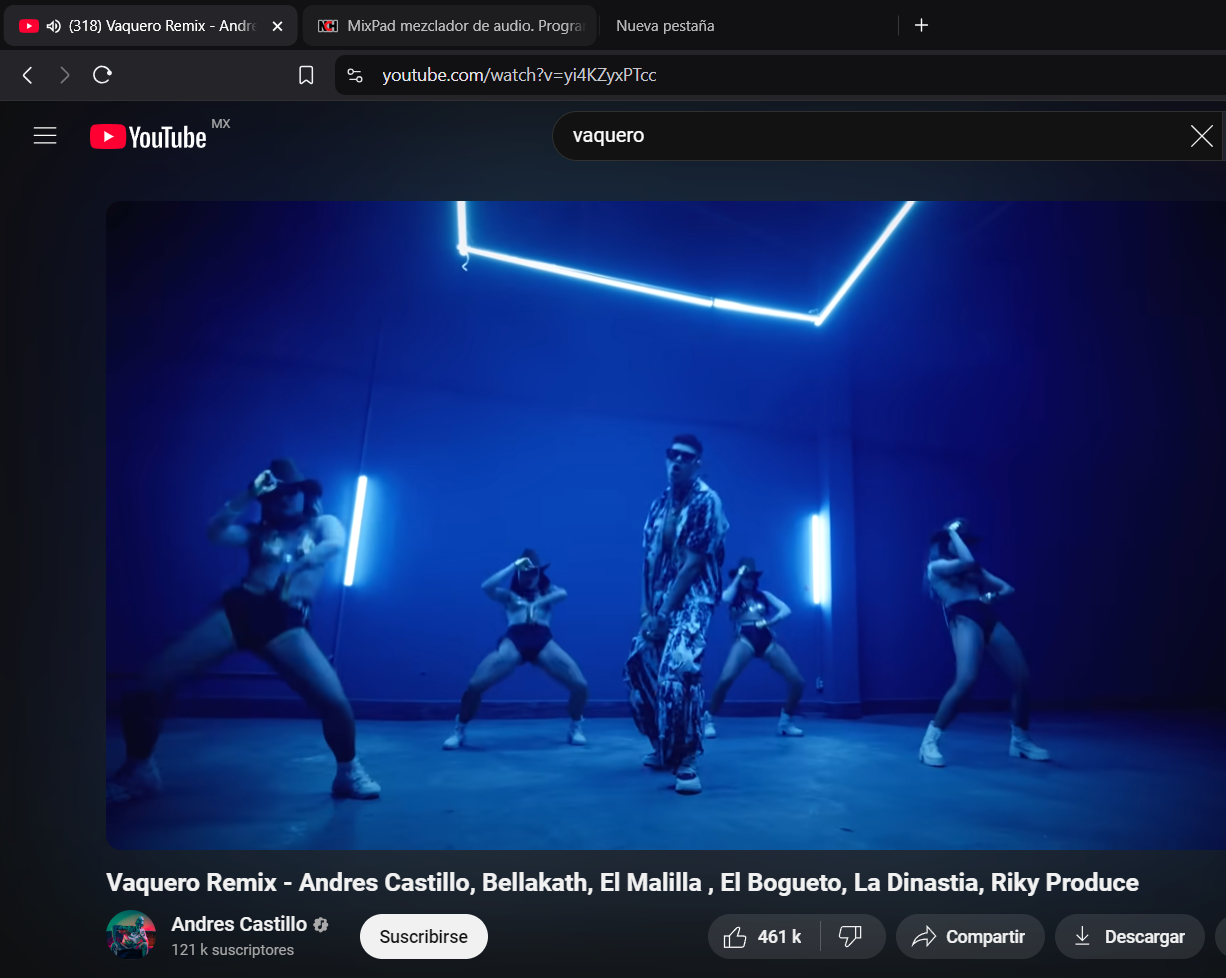 (318) Vaquero Remix - Andre
MixPad mezclador de audio. Progra
Nueva pestaña
youtube.com/watch?v=yi4KZyxPTcc
YouTube MX
vaquero
Vaquero Remix - Andres Castillo, Bellakath, El Malilla , El Bogueto, La Dinastia, Riky Produce
Andres Castillo
121 k suscriptores
Suscribirse
461 k
Compartir
Descargar